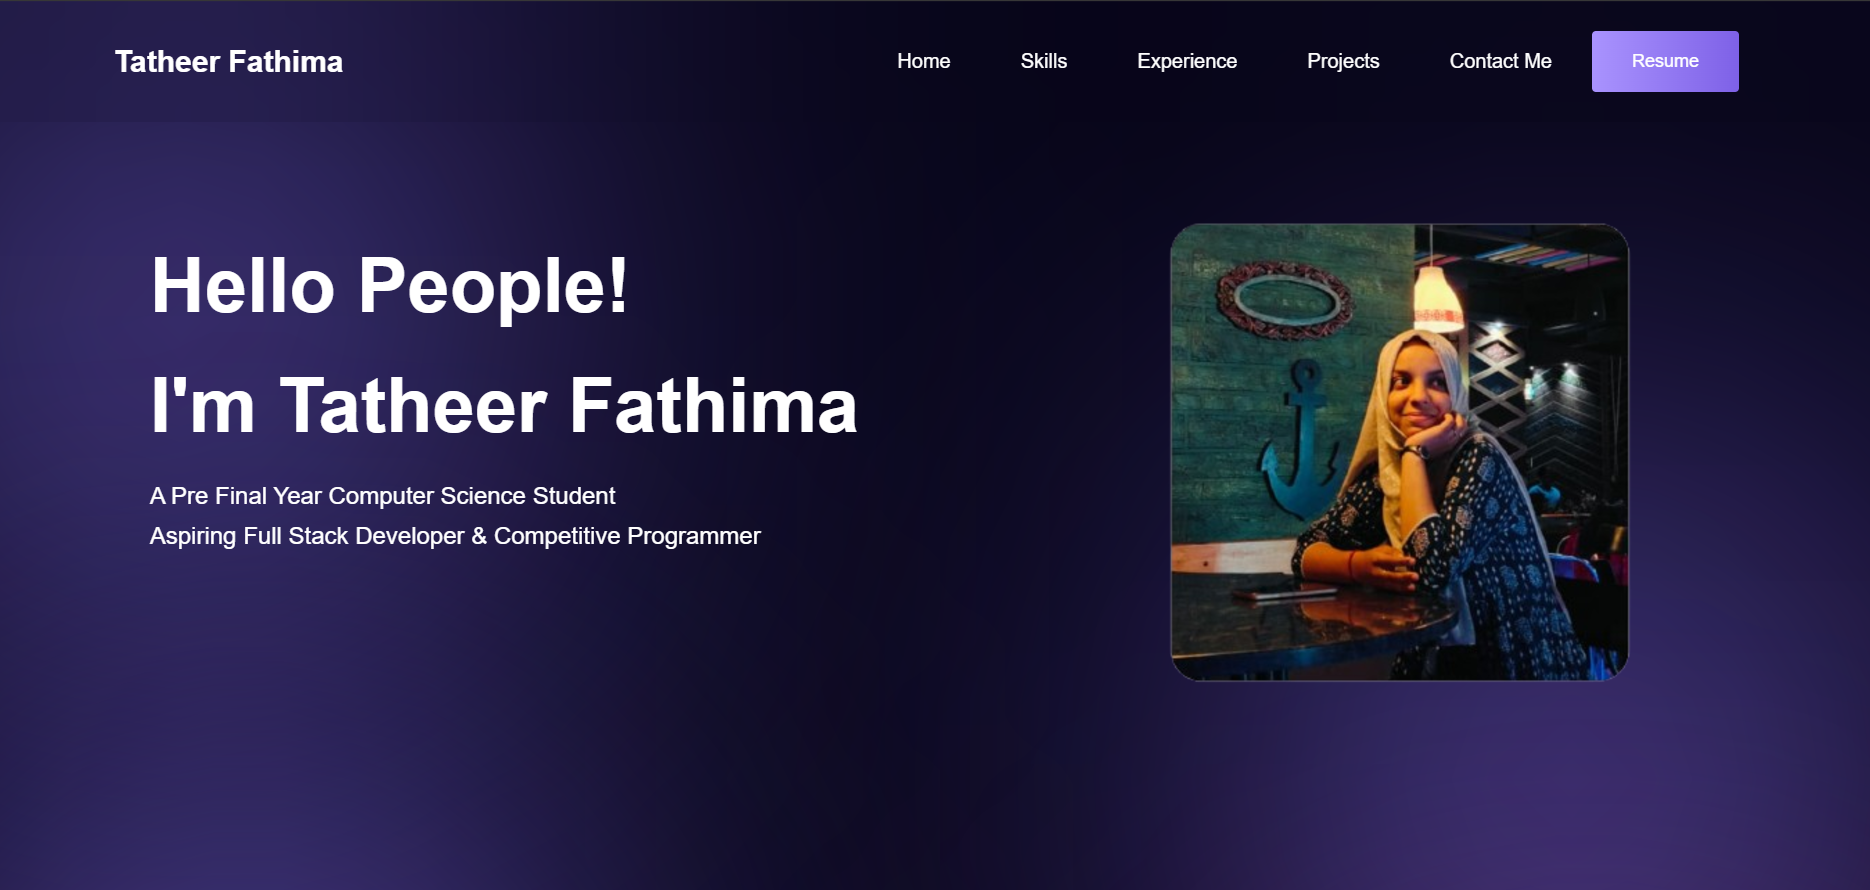 Tatheer Fathima
Home
Skills
Experience
Projects
Contact Me
Resume
Hello People!
I'm Tatheer Fathima
A Pre Final Year Computer Science Student
Aspiring Full Stack Developer & Competitive Programmer